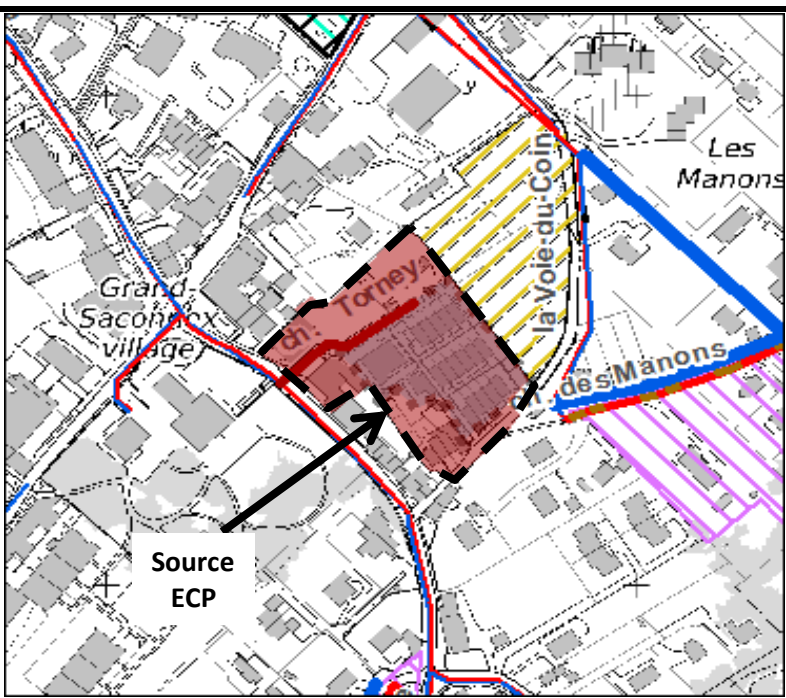 y
Les
Manons
la Voie-du-Coin
Grand-
Saconnex
village
ch. Torney
ch. des Manons
Source
ECP